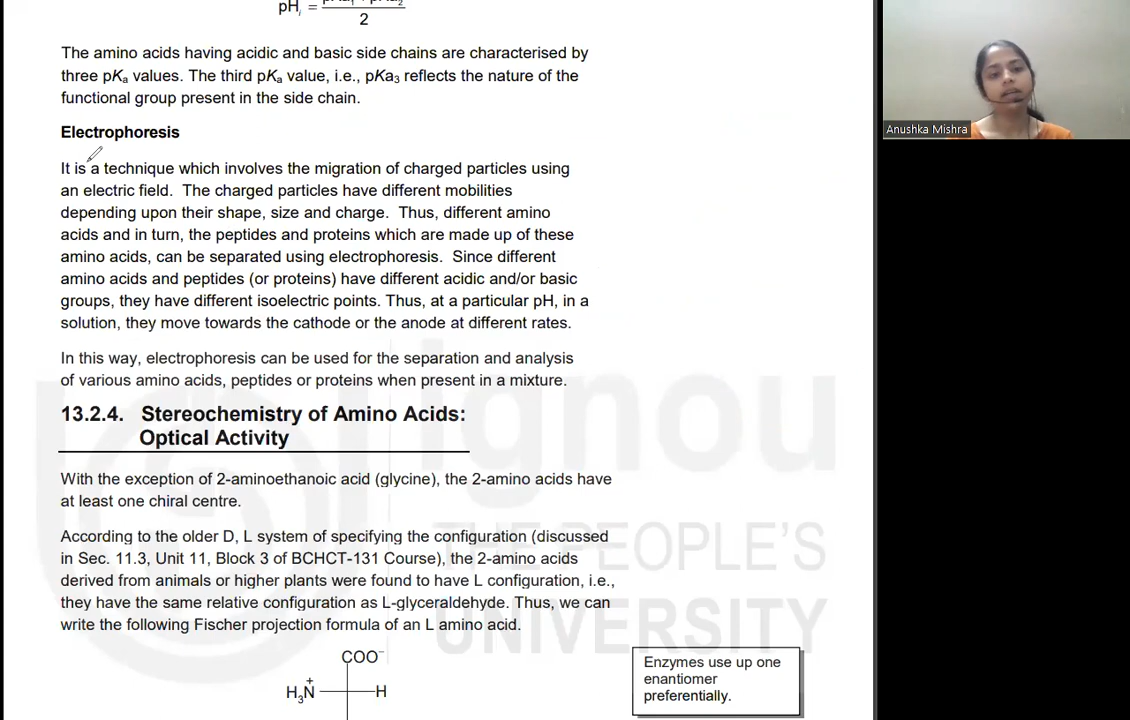 pH i =
2
The amino acids having acidic and basic side chains are characterised by
three pKa values. The third pKa value, i.e., pKa3 reflects the nature of the
functional group present in the side chain.
Electrophoresis
It is a technique which involves the migration of charged particles using
an electric field. The charged particles have different mobilities
depending upon their shape, size and charge. Thus, different amino
acids and in turn, the peptides and proteins which are made up of these
amino acids, can be separated using electrophoresis. Since different
amino acids and peptides (or proteins) have different acidic and/or basic
groups, they have different isoelectric points. Thus, at a particular pH, in a
solution, they move towards the cathode or the anode at different rates.
In this way, electrophoresis can be used for the separation and analysis
of various amino acids, peptides or proteins when present in a mixture.
13.2.4. Stereochemistry of Amino Acids:
Optical Activity
With the exception of 2-aminoethanoic acid (glycine), the 2-amino acids have
at least one chiral centre.
According to the older D, L system of specifying the configuration (discussed
in Sec. 11.3, Unit 11, Block 3 of BCHCT-131 Course), the 2-amino acids
derived from animals or higher plants were found to have L configuration, i.e.,
they have the same relative configuration as L-glyceraldehyde. Thus, we can
write the following Fischer projection formula of an L amino acid.
COO⁻
H₃N⁺ H
Enzymes use up one
enantiomer
preferentially.
ignou
THE PEOPLE'S
UNIVERSITY
Anushka Mishra